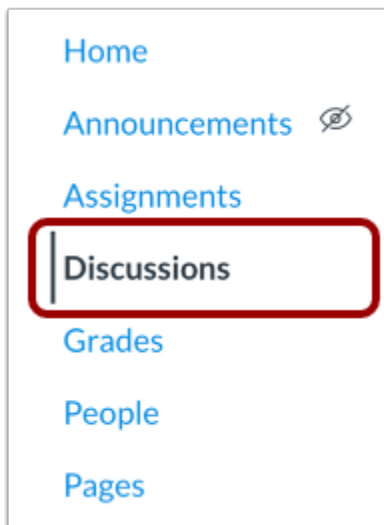 Home
Announcements
Assignments
Discussions
Grades
People
Pages